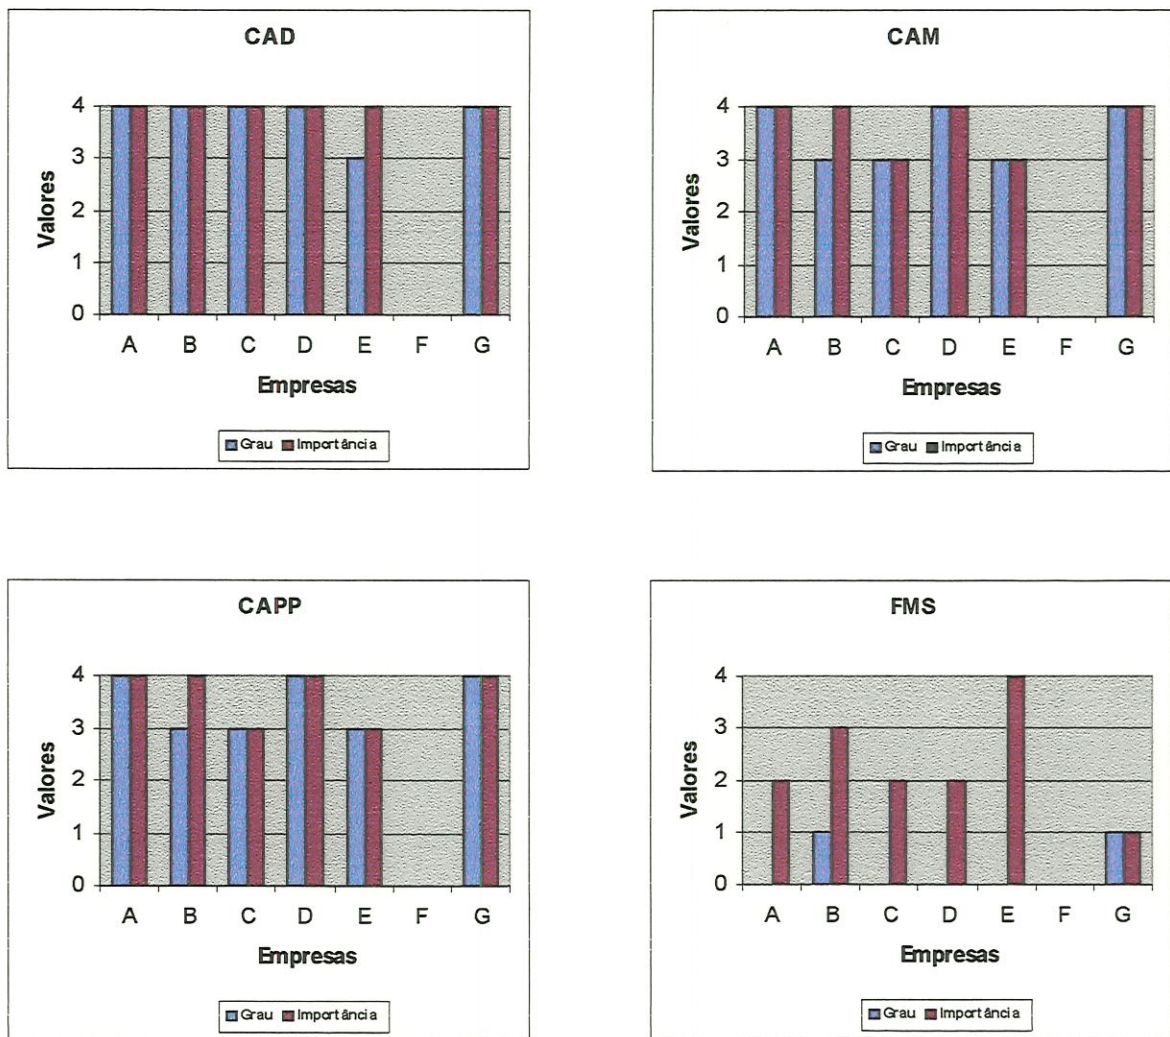 CAD
4
3
2
1
0
Valores
A B C D E F G
Empresas
Grau Importância
CAM
4
3
2
1
0
Valores
A B C D E F G
Empresas
Grau Importância
CAPP
4
3
2
1
0
Valores
A B C D E F G
Empresas
Grau Importância
FMS
4
3
2
1
0
Valores
A B C D E F G
Empresas
Grau Importância